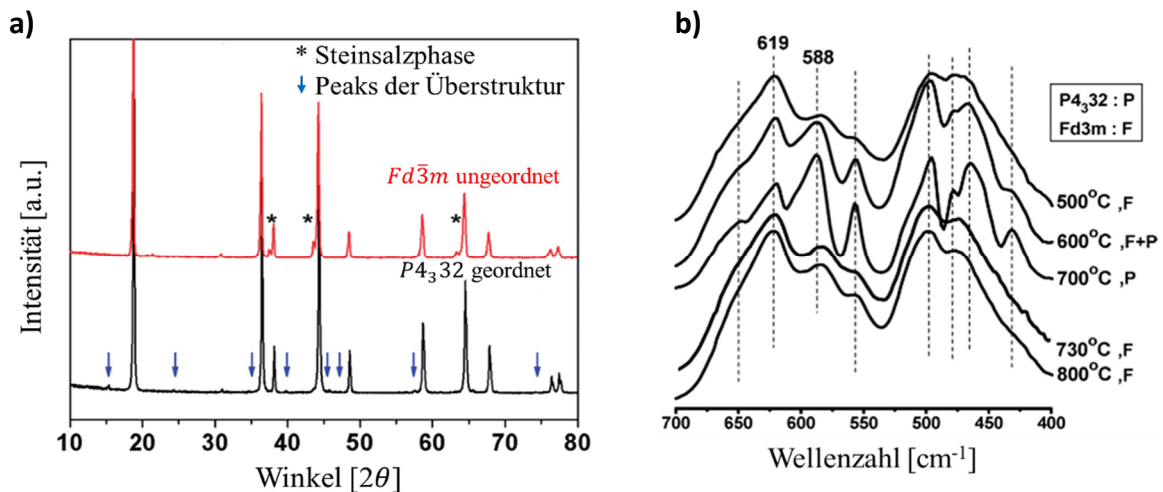 a)
* Steinsalzphase
↓ Peaks der Überstruktur
Fd3̅m ungeordnet
* * *
P4₃32 geordnet
Intensität [a.u.]
10 20 30 40 50 60 70 80
Winkel [2θ]
b)
619
588
P4₃32 : P
Fd3m : F
500°C ,F
600°C ,F+P
700°C ,P
730°C ,F
800°C ,F
700 650 600 550 500 450 400
Wellenzahl [cm⁻¹]